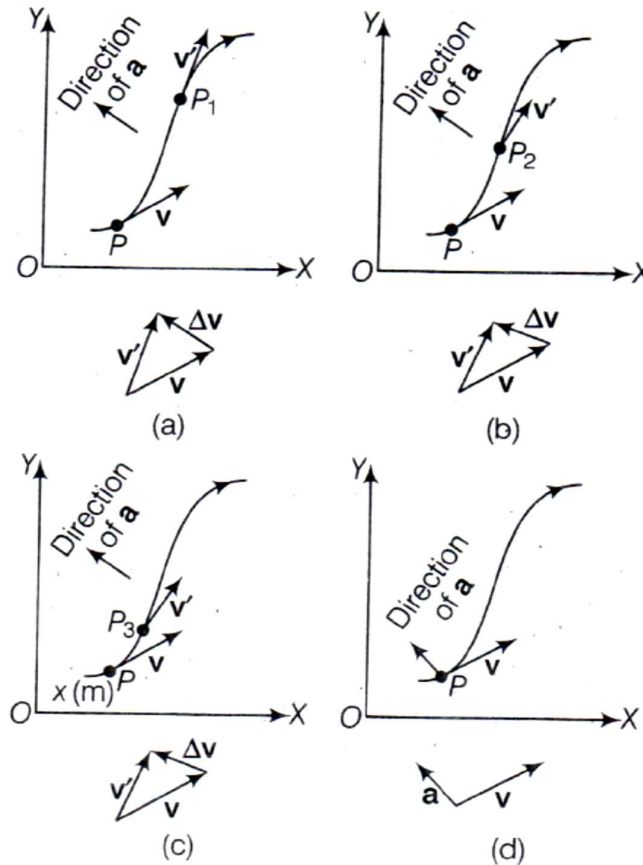 Y
Direction
of a
v′
P₁
v
P
O
X
Δv
v′
v
(a)
Y
Direction
of a
v′
P₂
v
P
O
X
Δv
v′
v
(b)
Y
Direction
of a
v′
P₃
v
P
x (m)
O
X
Δv
v′
v
(c)
Y
Direction
of a
v
P
O
X
a
v
(d)